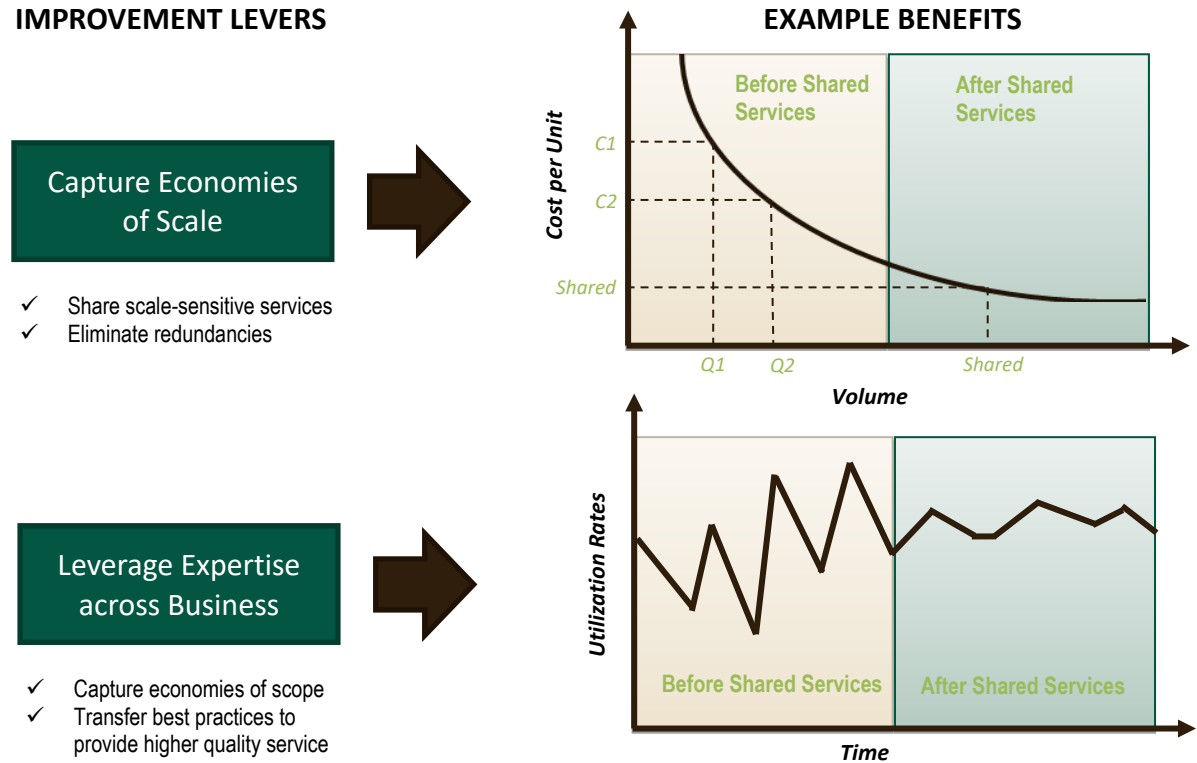 IMPROVEMENT LEVERS
EXAMPLE BENEFITS
Capture Economies
of Scale
✓ Share scale-sensitive services
✓ Eliminate redundancies
Cost per Unit
Before Shared
Services
After Shared
Services
C1
C2
Shared
Q1
Q2
Shared
Volume
Leverage Expertise
across Business
✓ Capture economies of scope
✓ Transfer best practices to
provide higher quality service
Utilization Rates
Before Shared Services
After Shared Services
Time